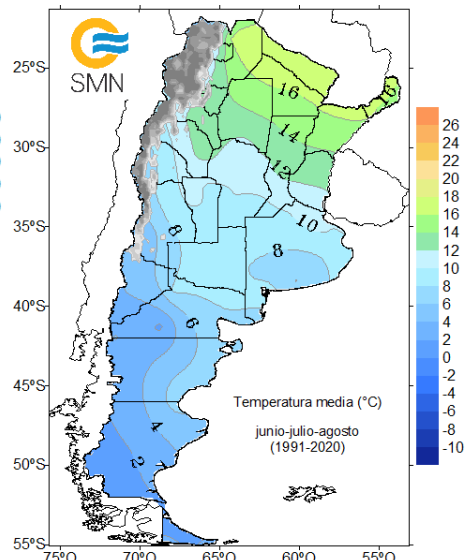 SMN
25°S
30°S
35°S
40°S
45°S
50°S
55°S
75°O
70°O
65°O
60°O
55°O
16
16
14
12
10
8
8
6
4
2
Temperatura media (°C)
junio-julio-agosto
(1991-2020)
26
24
22
20
18
16
14
12
10
8
6
4
2
0
-2
-4
-6
-8
-10